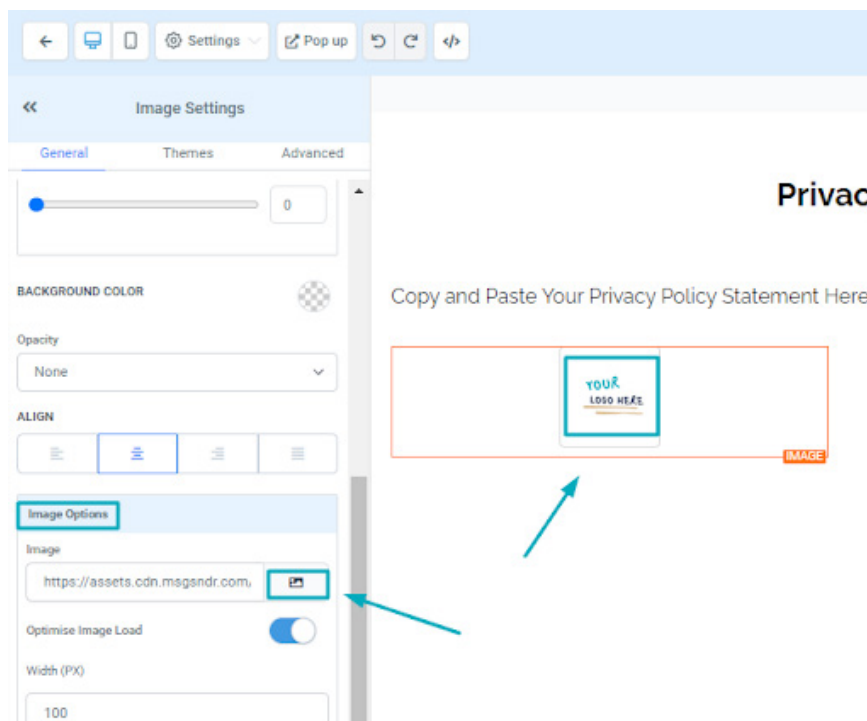 Settings
Pop up
</>
Image Settings
General Themes Advanced
0
BACKGROUND COLOR
Opacity
None
ALIGN
Image Options
Image
https://assets.cdn.msgsndr.com,
Optimise Image Load
Width (PX)
100
Privac
Copy and Paste Your Privacy Policy Statement Here
YOUR
LOGO HERE
IMAGE